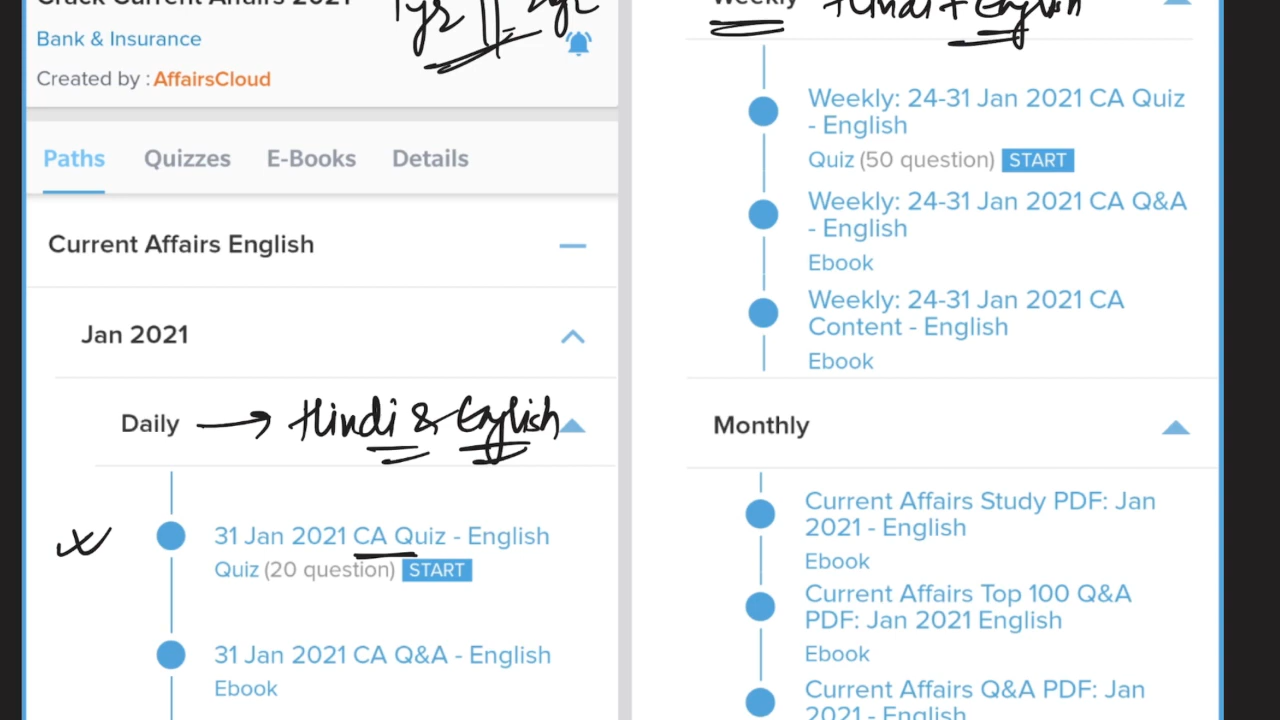 Crack Current Affairs 2021
1yr || 2yr
Bank & Insurance
Created by : AffairsCloud
Paths Quizzes E-Books Details
Current Affairs English
Jan 2021
Daily → Hindi & English
31 Jan 2021 CA Quiz - English
Quiz (20 question) START
31 Jan 2021 CA Q&A - English
Ebook
Weekly Hindi + English
Weekly: 24-31 Jan 2021 CA Quiz
- English
Quiz (50 question) START
Weekly: 24-31 Jan 2021 CA Q&A
- English
Ebook
Weekly: 24-31 Jan 2021 CA
Content - English
Ebook
Monthly
Current Affairs Study PDF: Jan
2021 - English
Ebook
Current Affairs Top 100 Q&A
PDF: Jan 2021 English
Ebook
Current Affairs Q&A PDF: Jan
2021 - English